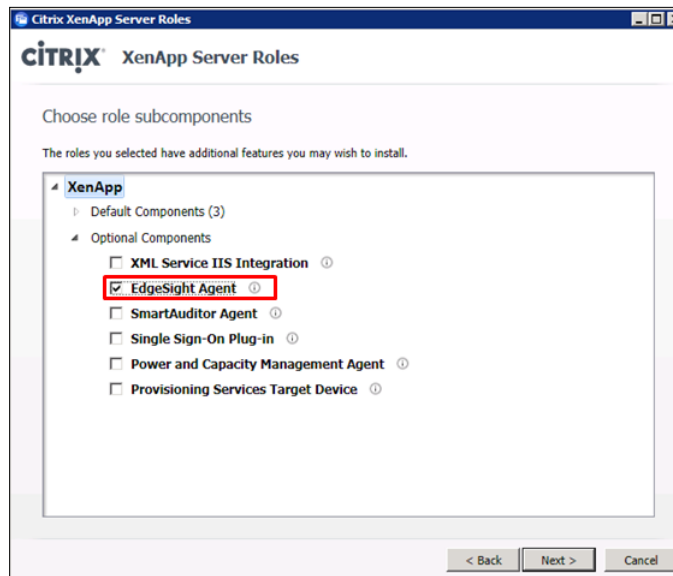 Citrix XenApp Server Roles
CİTRIX XenApp Server Roles
Choose role subcomponents
The roles you selected have additional features you may wish to install.
XenApp
Default Components (3)
Optional Components
XML Service IIS Integration
EdgeSight Agent
SmartAuditor Agent
Single Sign-On Plug-in
Power and Capacity Management Agent
Provisioning Services Target Device
< Back Next > Cancel